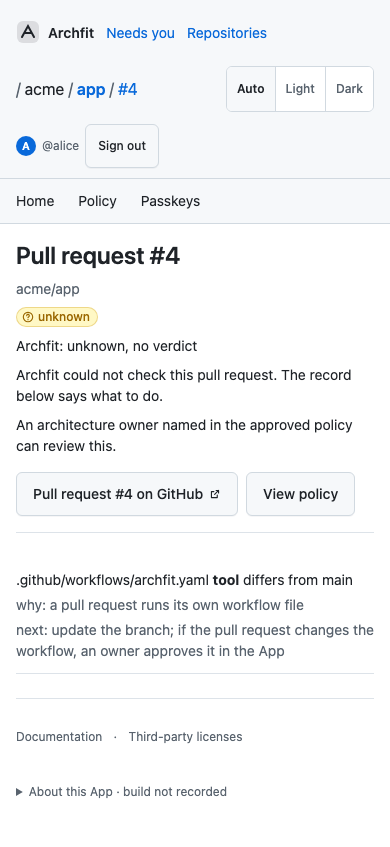 Archfit Needs you Repositories
/ acme / app / #4
Auto Light Dark
A @alice Sign out
Home Policy Passkeys
Pull request #4
acme/app
unknown
Archfit: unknown, no verdict
Archfit could not check this pull request. The record
below says what to do.
An architecture owner named in the approved policy
can review this.
Pull request #4 on GitHub View policy
.github/workflows/archfit.yaml tool differs from main
why: a pull request runs its own workflow file
next: update the branch; if the pull request changes the
workflow, an owner approves it in the App
Documentation · Third-party licenses
About this App · build not recorded